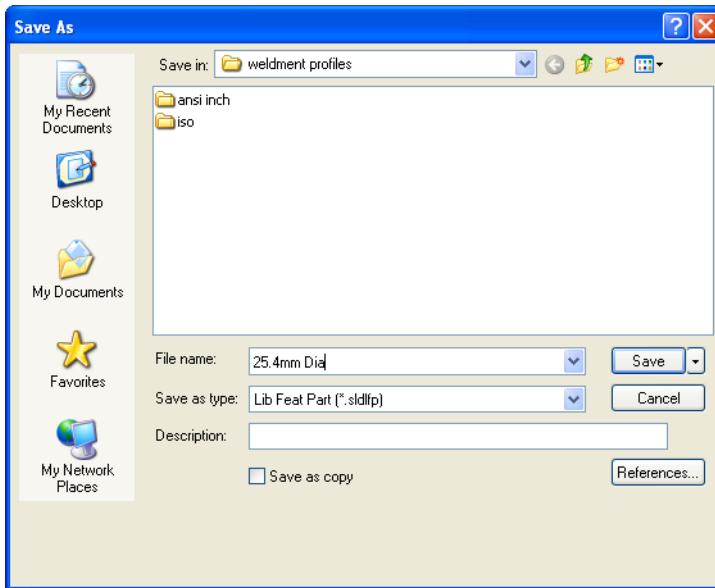 Save As
Save in:
weldment profiles
ansi inch
iso
My Recent
Documents
Desktop
My Documents
Favorites
My Network
Places
File name:
25.4mm Dia
Save
Save as type:
Lib Feat Part (*.sldlfp)
Cancel
Description:
Save as copy
References...